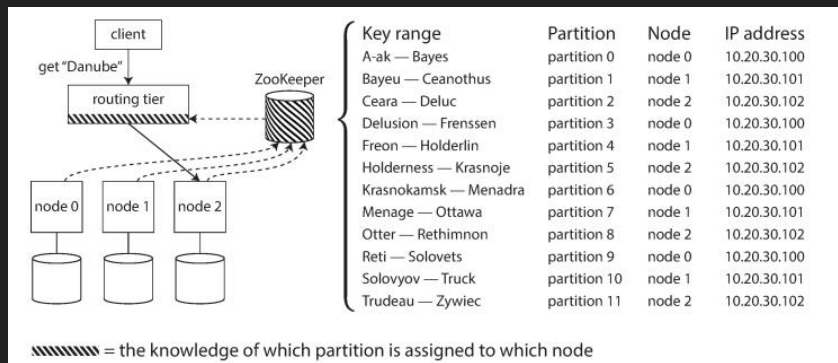 client
get “Danube”
routing tier
ZooKeeper
node 0
node 1
node 2
Key range Partition Node IP address
A-ak — Bayes partition 0 node 0 10.20.30.100
Bayeu — Ceanothus partition 1 node 1 10.20.30.101
Ceara — Deluc partition 2 node 2 10.20.30.102
Delusion — Frenssen partition 3 node 0 10.20.30.100
Freon — Holderlin partition 4 node 1 10.20.30.101
Holderness — Krasnoje partition 5 node 2 10.20.30.102
Krasnokamsk — Menadra partition 6 node 0 10.20.30.100
Menage — Ottawa partition 7 node 1 10.20.30.101
Otter — Rethimnon partition 8 node 2 10.20.30.102
Reti — Solovets partition 9 node 0 10.20.30.100
Solovyov — Truck partition 10 node 1 10.20.30.101
Trudeau — Zywiec partition 11 node 2 10.20.30.102
= the knowledge of which partition is assigned to which node